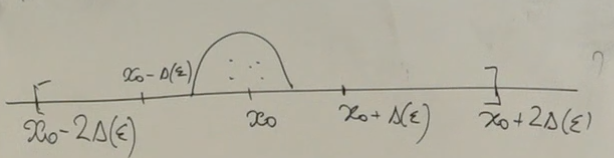 x₀ - Δ(ε)
x₀ - 2Δ(ε) x₀ x₀ + Δ(ε) x₀ + 2Δ(ε)